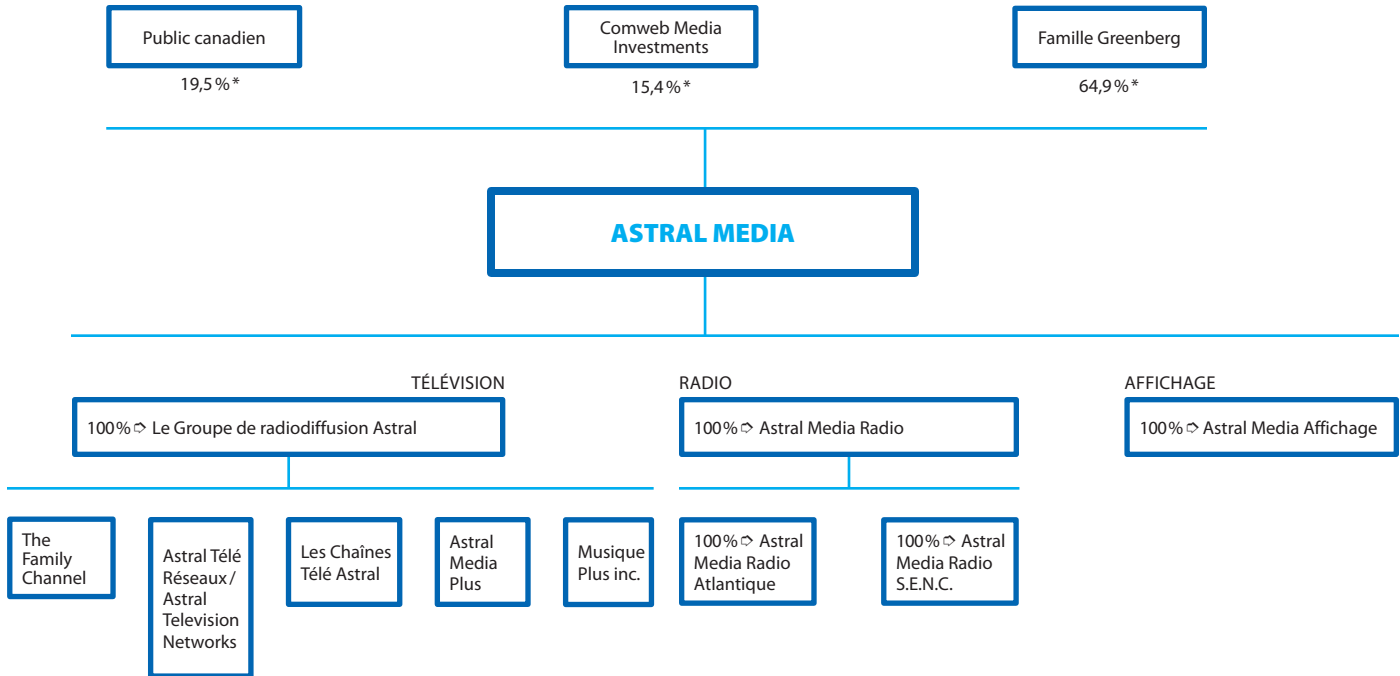 Public canadien
19,5 %*
Comweb Media
Investments
15,4 %*
Famille Greenberg
64,9 %*
ASTRAL MEDIA
TÉLÉVISION
100% ➯ Le Groupe de radiodiffusion Astral
RADIO
100% ➯ Astral Media Radio
AFFICHAGE
100% ➯ Astral Media Affichage
The
Family
Channel
Astral Télé
Réseaux/
Astral
Television
Networks
Les Chaînes
Télé Astral
Astral
Media
Plus
Musique
Plus inc.
100% ➯ Astral
Media Radio
Atlantique
100% ➯ Astral
Media Radio
S.E.N.C.